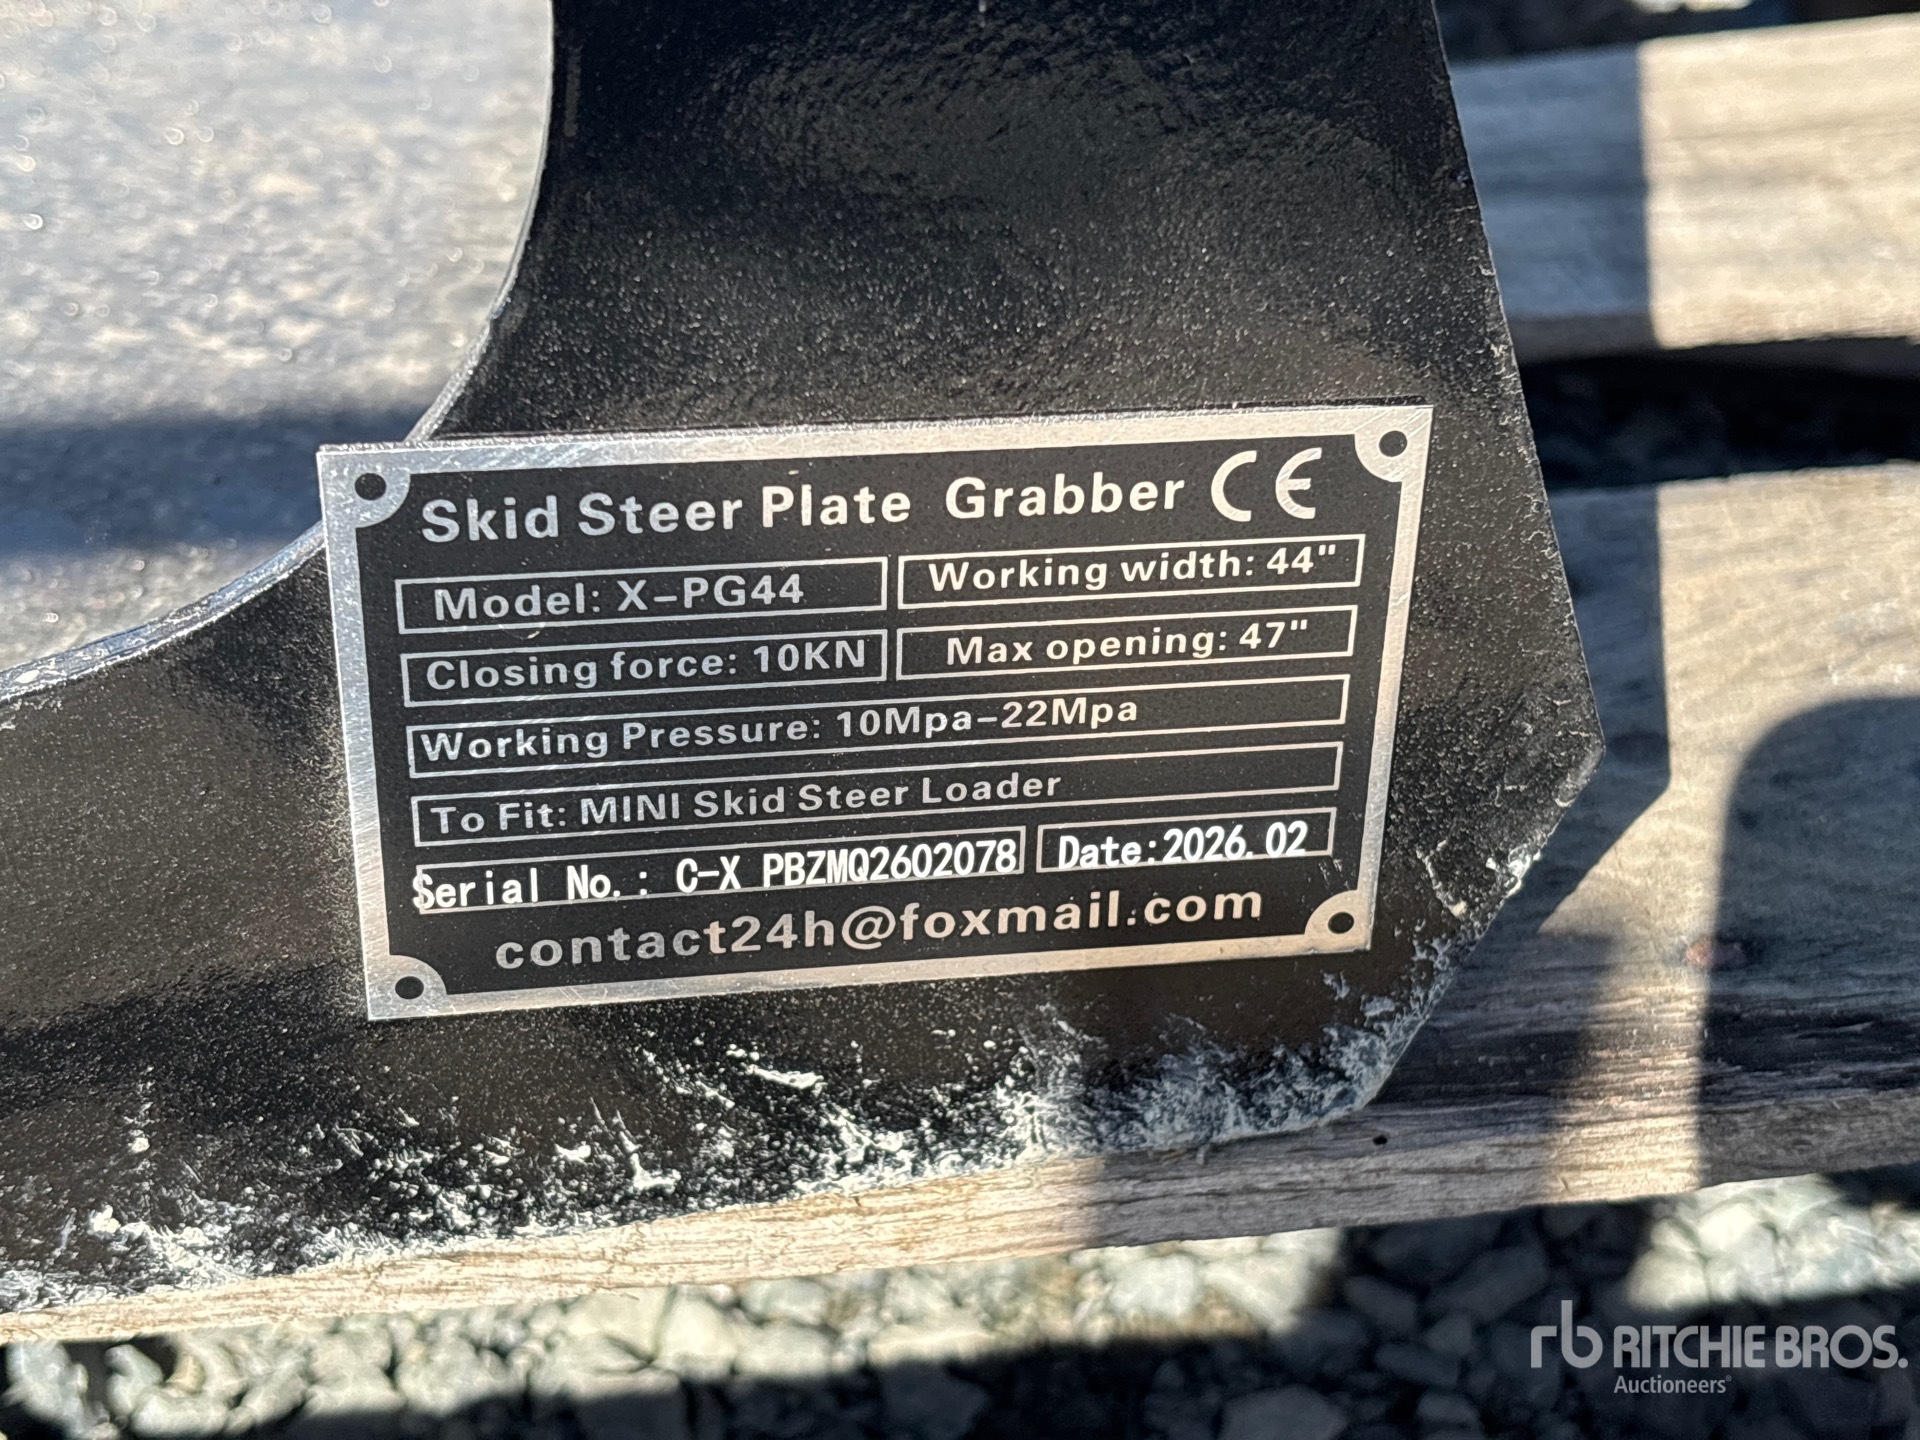 Skid Steer Plate Grabber CE
Model: X-PG44
Working width: 44"
Closing force: 10KN
Max opening: 47"
Working Pressure: 10Mpa-22Mpa
To Fit: MINI Skid Steer Loader
Serial No.: C-X PBZMQ2602078
Date:2026.02
contact24h@foxmail.com
rb RITCHIE BROS.
Auctioneers